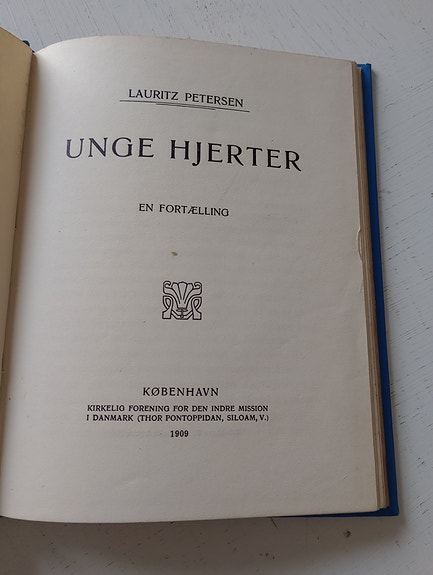 LAURITZ PETERSEN
UNGE HJERTER
EN FORTÆLLING
KØBENHAVN
KIRKELIG FORENING FOR DEN INDRE MISSION
I DANMARK (THOR PONTOPPIDAN, SILOAM, V.)
1909